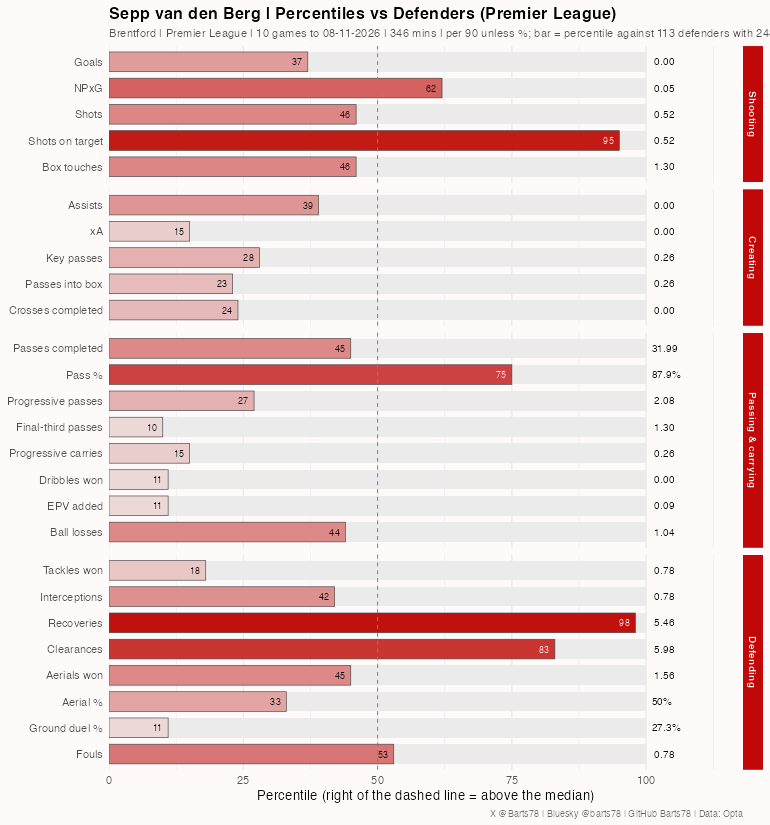 Sepp van den Berg | Percentiles vs Defenders (Premier League)
Brentford | Premier League | 10 games to 08-11-2026 | 346 mins | per 90 unless %; bar = percentile against 113 defenders with 24
Goals 37 0.00
NPxG 62 0.05
Shots 46 0.52
Shots on target 95 0.52
Box touches 46 1.30
Shooting
Assists 39 0.00
xA 15 0.00
Key passes 28 0.26
Passes into box 23 0.26
Crosses completed 24 0.00
Creating
Passes completed 45 31.99
Pass % 75 87.9%
Progressive passes 27 2.08
Final-third passes 10 1.30
Progressive carries 15 0.26
Dribbles won 11 0.00
EPV added 11 0.09
Ball losses 44 1.04
Passing & carrying
Tackles won 18 0.78
Interceptions 42 0.78
Recoveries 98 5.46
Clearances 83 5.98
Aerials won 45 1.56
Aerial % 33 50%
Ground duel % 11 27.3%
Fouls 53 0.78
Defending
0 25 50 75 100
Percentile (right of the dashed line = above the median)
X @Barts78 | Bluesky @barts78 | GitHub Barts78 | Data: Opta